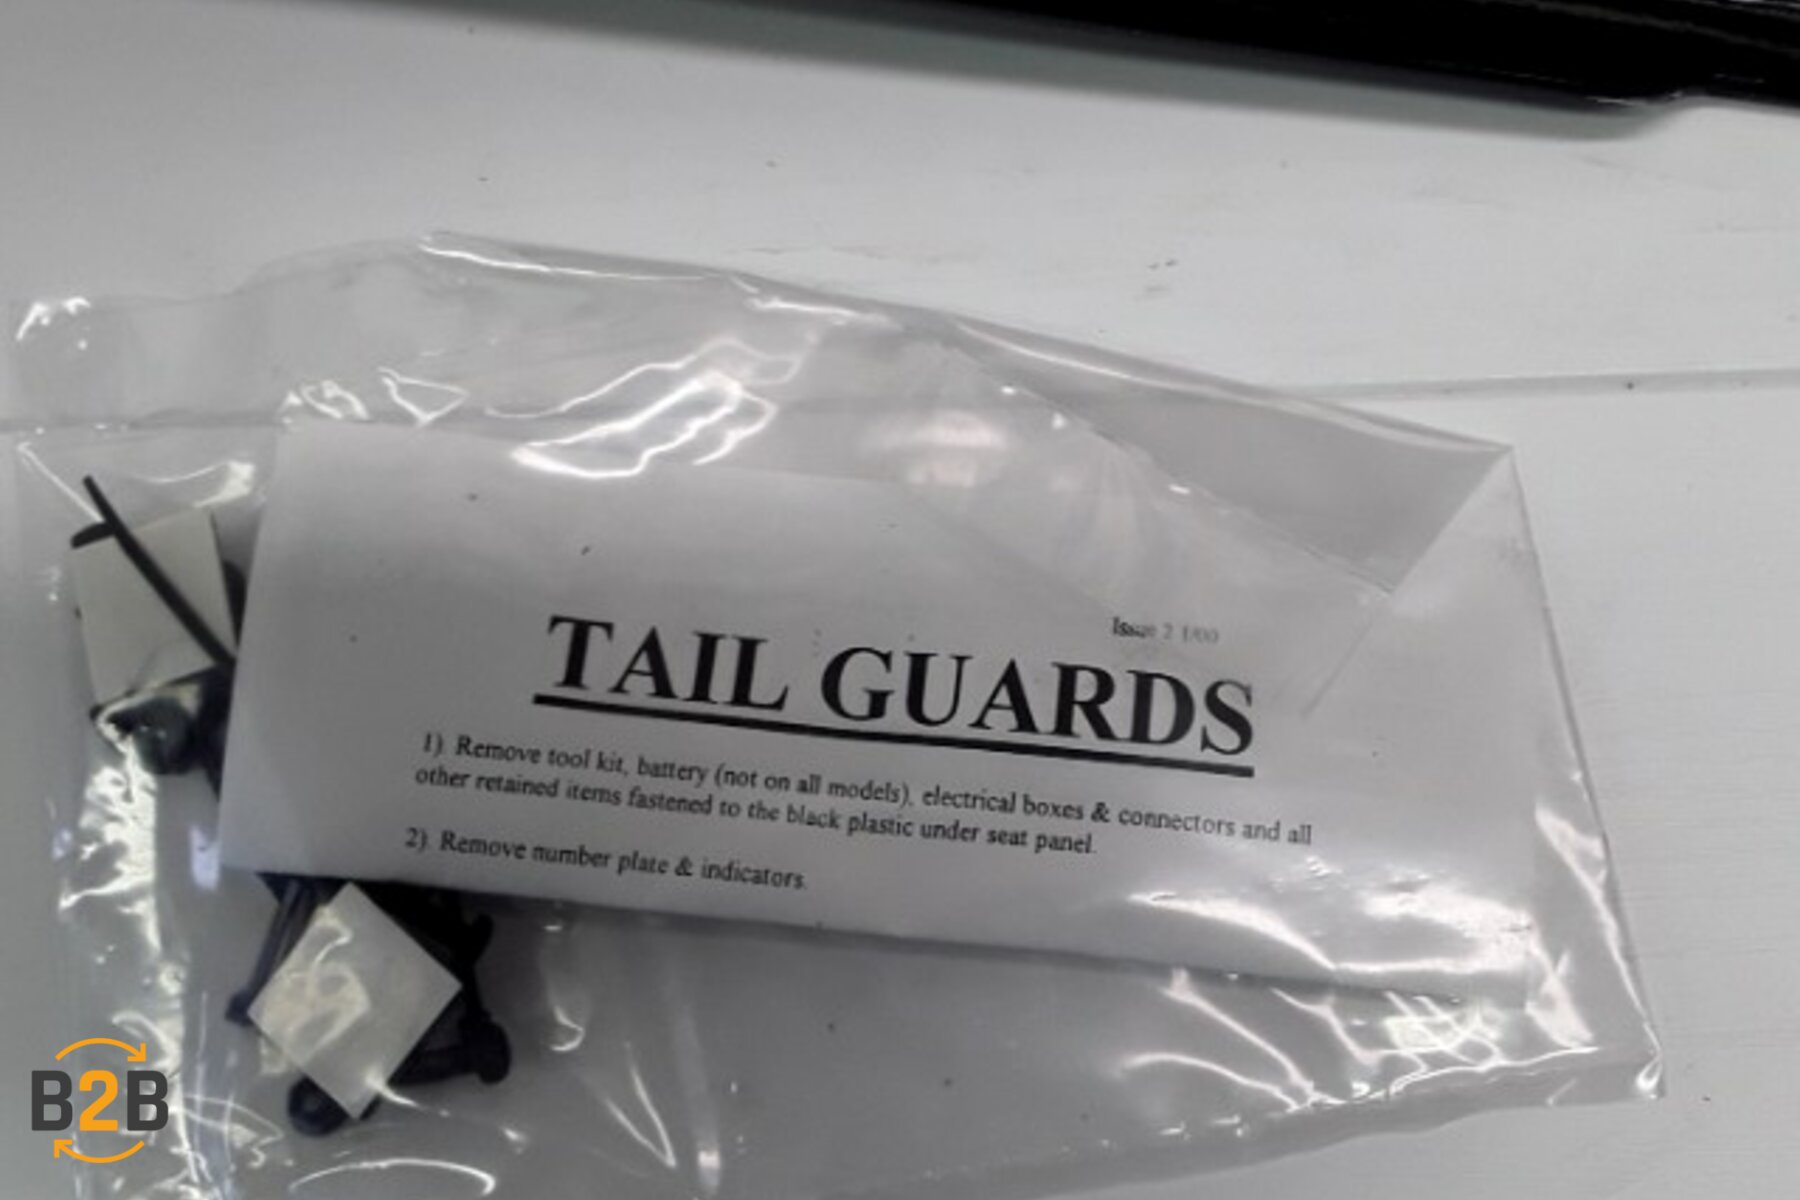 Issue 2 1/00
TAIL GUARDS
1). Remove tool kit, battery (not on all models), electrical boxes & connectors and all
other retained items fastened to the black plastic under seat panel.
2). Remove number plate & indicators.
B2B